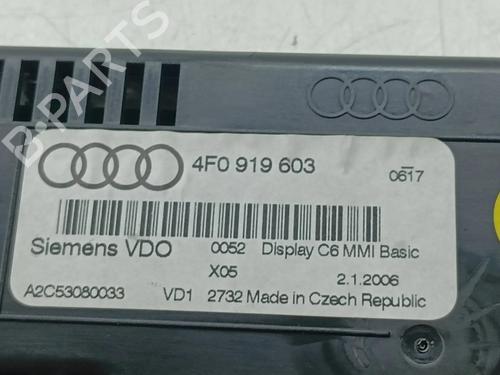 4F0 919 603
0617
Siemens VDO 0052 Display C6 MMI Basic
X05 2.1.2006
A2C53080033 VD1 2732 Made in Czech Republic
B-PARTS